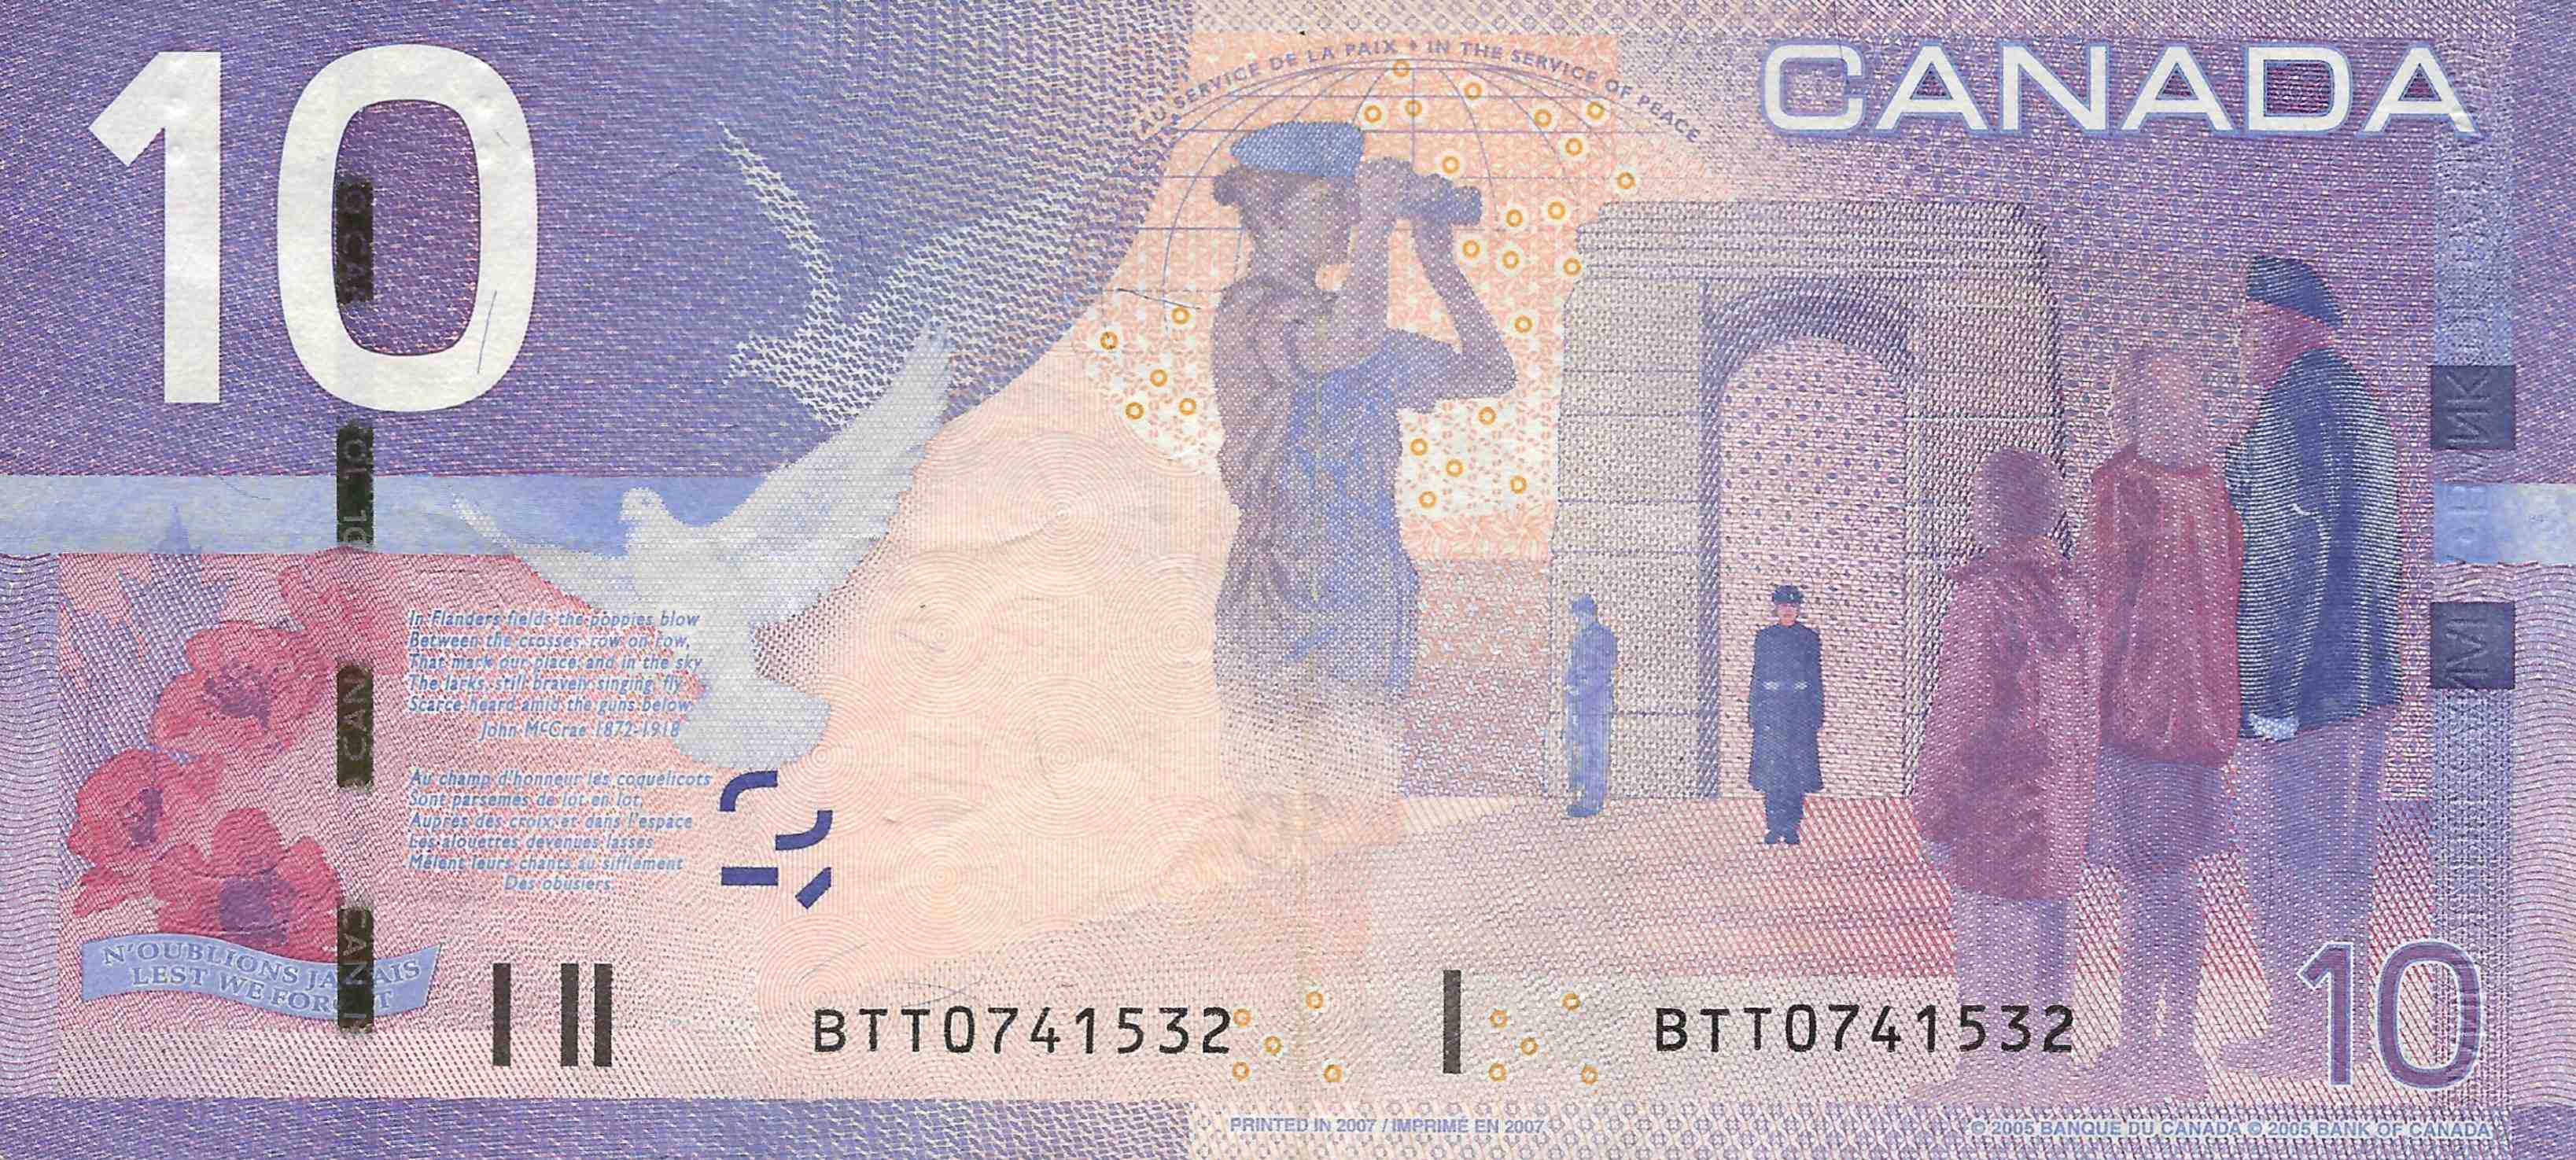 10
AU SERVICE DE LA PAIX ♦ IN THE SERVICE OF PEACE
CANADA
In Flanders fields the poppies blow
Between the crosses, row on row,
That mark our place; and in the sky
The larks, still bravely singing, fly
Scarce heard amid the guns below.
John McCrae 1872-1918
Au champ d'honneur les coquelicots
Sont parsemés de lot en lot,
Auprès des croix; et dans l'espace
Les alouettes devenues lasses
Mêlent leurs chants au sifflement
Des obusiers.
N'OUBLIONS JAMAIS
LEST WE FORGET
BTT0741532
BTT0741532
10
PRINTED IN 2007 / IMPRIMÉ EN 2007
© 2005 BANQUE DU CANADA © 2005 BANK OF CANADA